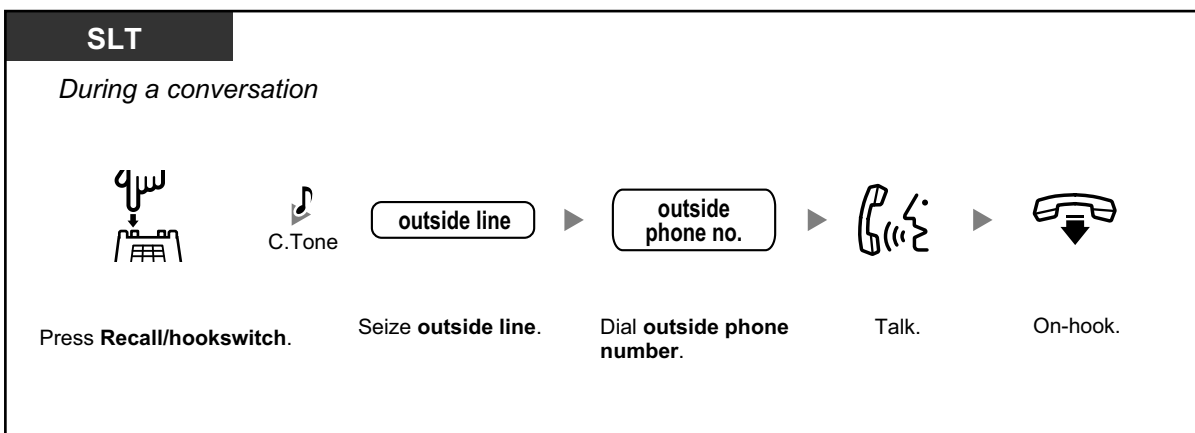 SLT
During a conversation
C.Tone
outside line
outside
phone no.
Press Recall/hookswitch.
Seize outside line.
Dial outside phone
number.
Talk.
On-hook.